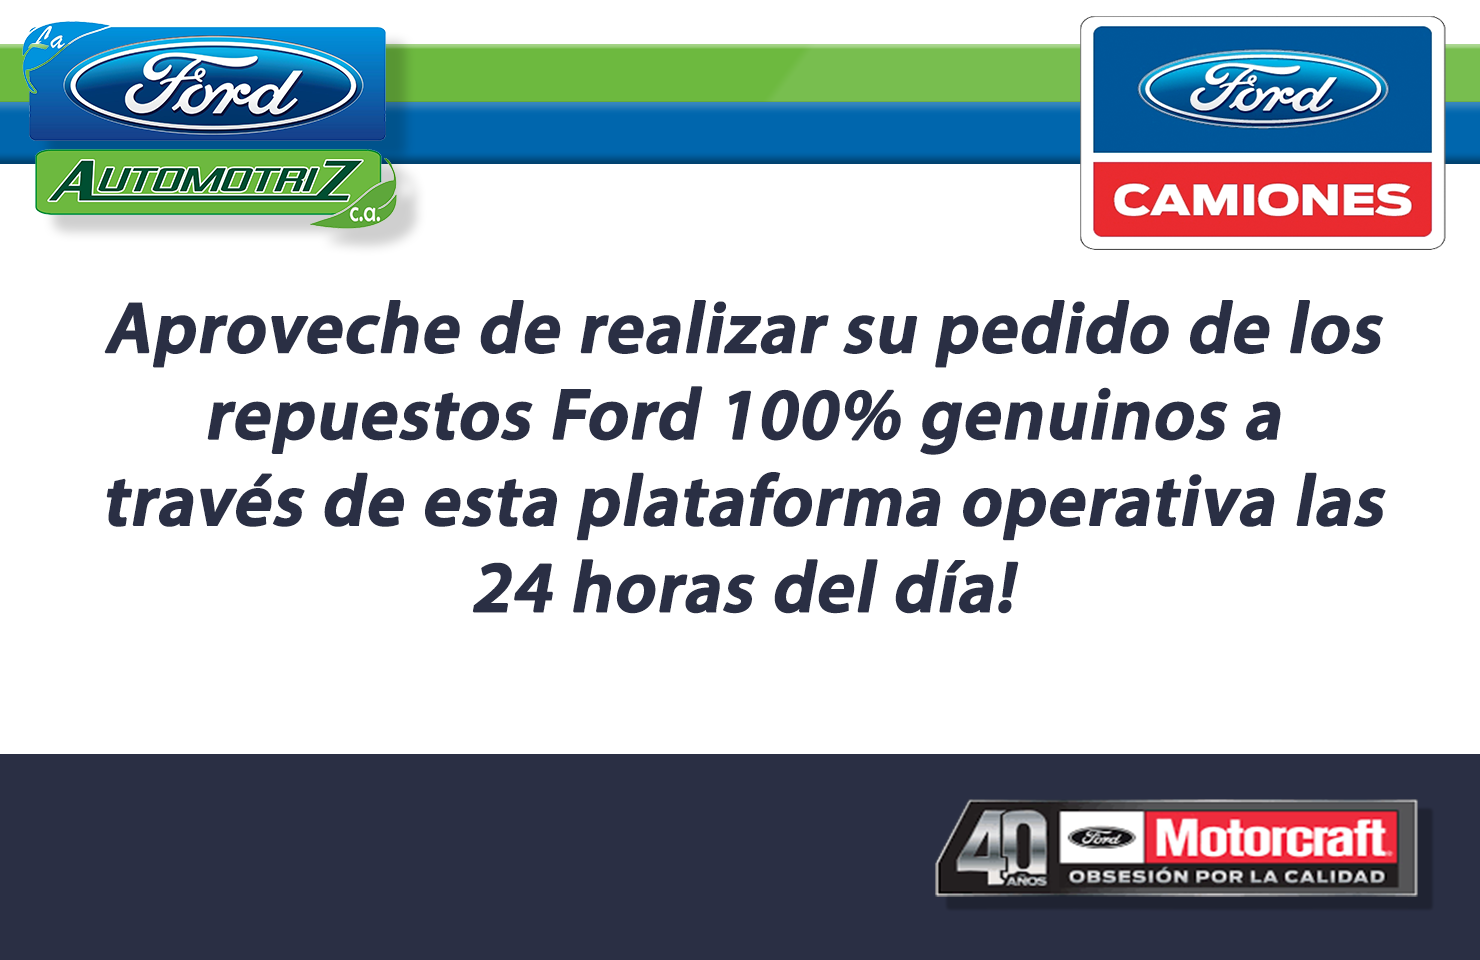 La
Ford
AUTOMOTRIZ
c.a.
Ford
CAMIONES
Aproveche de realizar su pedido de los
repuestos Ford 100% genuinos a
través de esta plataforma operativa las
24 horas del día!
40
AÑOS
Ford
Motorcraft
OBSESIÓN POR LA CALIDAD